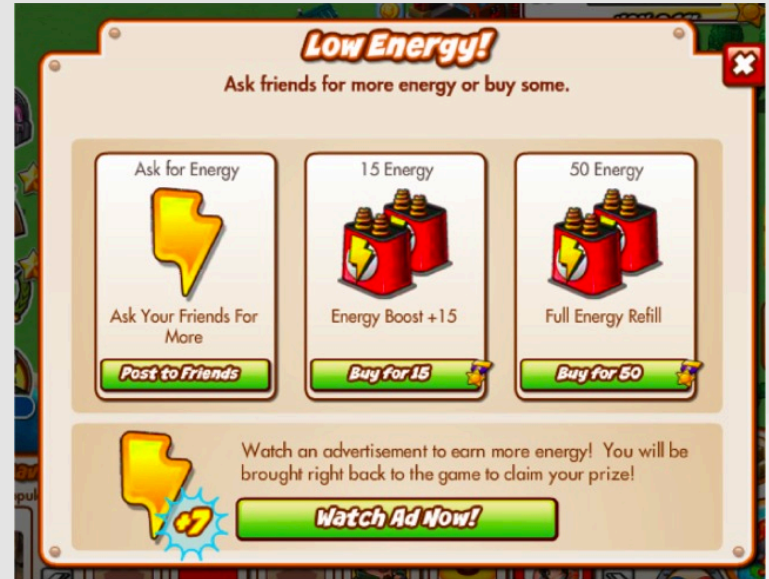 Low Energy!
Ask friends for more energy or buy some.
Ask for Energy
Ask Your Friends For
More
Post to Friends
15 Energy
Energy Boost +15
Buy for 15
50 Energy
Full Energy Refill
Buy for 50
Watch an advertisement to earn more energy! You will be
brought right back to the game to claim your prize!
+7
Watch Ad Now!